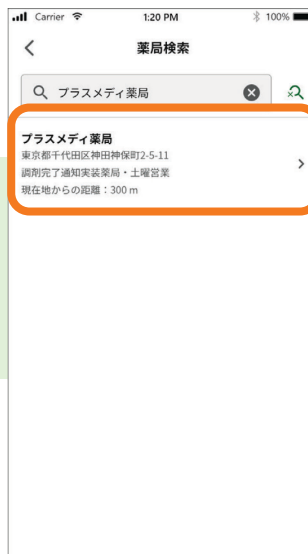 Carrier 1:20 PM 100%
薬局検索
プラスメディ薬局
プラスメディ薬局
東京都千代田区神田神保町2-5-11
調剤完了通知実装薬局・土曜営業
現在地からの距離：300 m